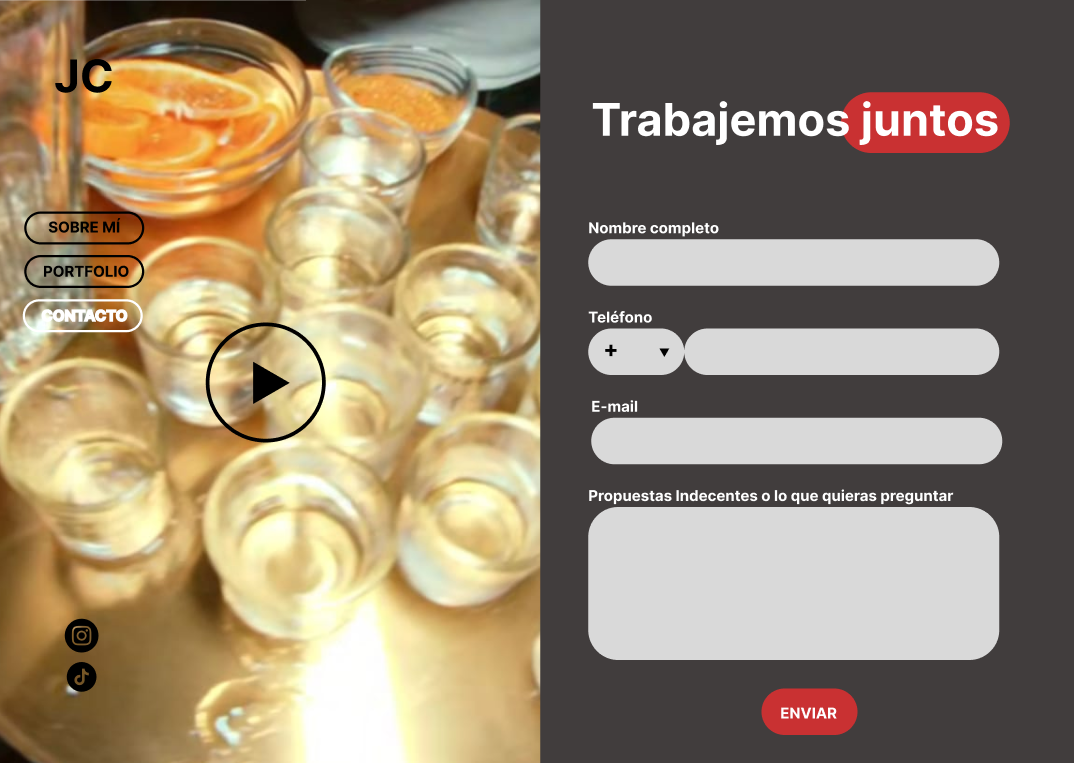 JC
SOBRE MÍ
PORTFOLIO
CONTACTO
Trabajemos juntos
Nombre completo
Teléfono
+
E-mail
Propuestas Indecentes o lo que quieras preguntar
ENVIAR